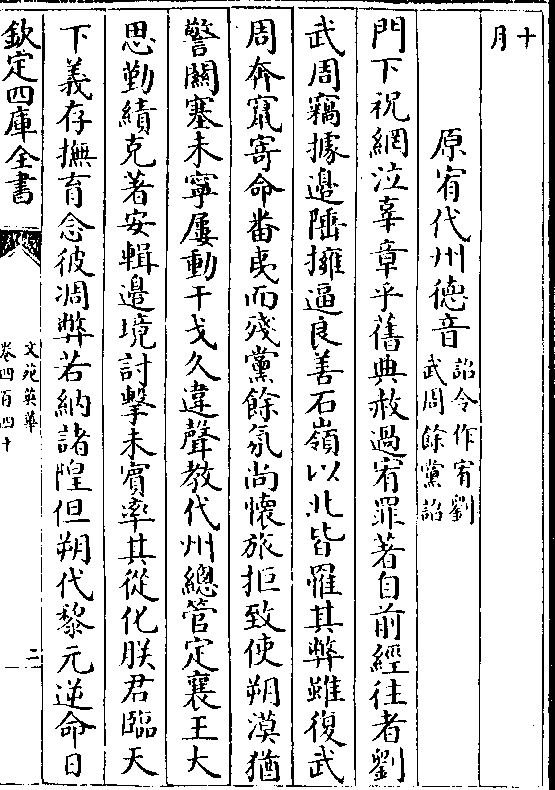 十月
原宥代州德音詔令作宥劉
武周餘黨詔
門下祝網泣辜章乎舊典赦過宥罪著自前經往者劉
武周竊據邊陲擁逼良善石嶺以北皆罹其弊雖復武
周奔竄寄命畨夷而殘黨餘氛尚懷旅拒致使朔漠猶
警關塞未寧屢動干戈久違聲教代州總管定襄王大
思勤績克著安輯邊境討擊未賓率其從化朕君臨天
下義存撫育念彼凋弊若納諸隍但朔代黎元逆命日
欽定四庫全書
文苑英華
卷四百四十
二